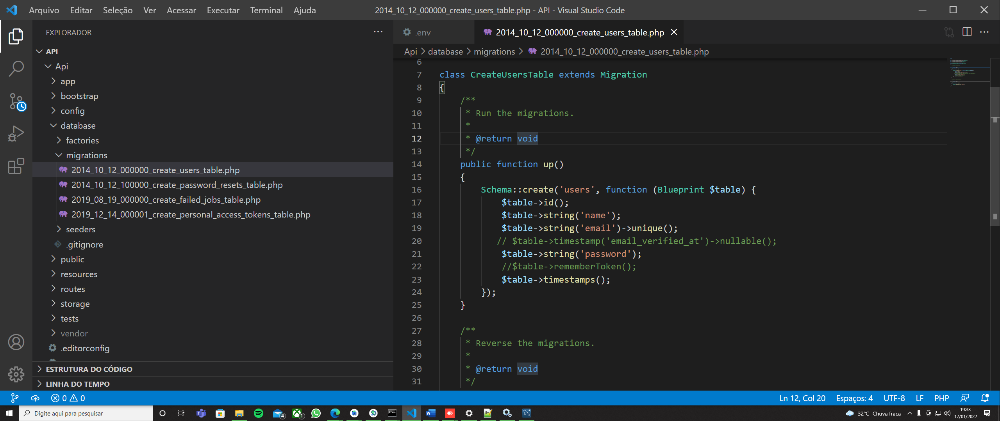 Arquivo Editar Seleção Ver Acessar Executar Terminal Ajuda 2014_10_12_000000_create_users_table.php - API - Visual Studio Code
EXPLORADOR
API
Api
app
bootstrap
config
database
factories
migrations
2014_10_12_000000_create_users_table.php
2014_10_12_100000_create_password_resets_table.php
2019_08_19_000000_create_failed_jobs_table.php
2019_12_14_000001_create_personal_access_tokens_table.php
seeders
.gitignore
public
resources
routes
storage
tests
vendor
.editorconfig
ESTRUTURA DO CÓDIGO
LINHA DO TEMPO
.env 2014_10_12_000000_create_users_table.php
Api > database > migrations > 2014_10_12_000000_create_users_table.php
6
7 class CreateUsersTable extends Migration
8 {
9 /**
10 * Run the migrations.
11 *
12 * @return void
13 */
14 public function up()
15 {
16 Schema::create('users', function (Blueprint $table) {
17 $table->id();
18 $table->string('name');
19 $table->string('email')->unique();
20 // $table->timestamp('email_verified_at')->nullable();
21 $table->string('password');
22 //$table->rememberToken();
23 $table->timestamps();
24 });
25 }
26
27 /**
28 * Reverse the migrations.
29 *
30 * @return void
31 */
0 0 Ln 12, Col 20 Espaços: 4 UTF-8 LF PHP
Digite aqui para pesquisar 4 1 32°C Chuva fraca 19:33
17/01/2022